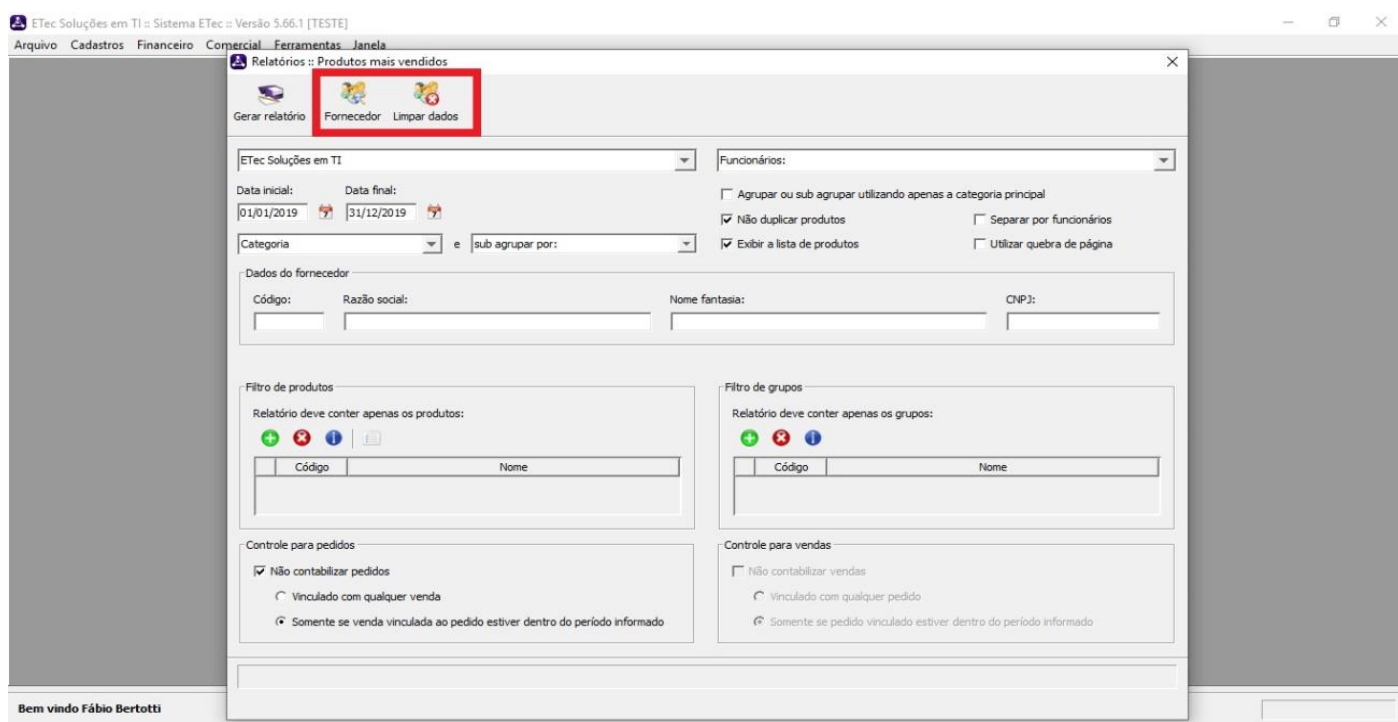 ETec Soluções em TI :: Sistema ETec :: Versão 5.66.1 [TESTE]
Arquivo Cadastros Financeiro Comercial Ferramentas Janela
Relatórios :: Produtos mais vendidos
Gerar relatório Fornecedor Limpar dados
ETec Soluções em TI Funcionários:
Data inicial: Data final:
Agrupar ou sub agrupar utilizando apenas a categoria principal
01/01/2019 31/12/2019
Não duplicar produtos Separar por funcionários
Categoria e sub agrupar por: Exibir a lista de produtos Utilizar quebra de página
Dados do fornecedor
Código: Razão social: Nome fantasia: CNPJ:
Filtro de produtos Filtro de grupos
Relatório deve conter apenas os produtos: Relatório deve conter apenas os grupos:
Código Nome Código Nome
Controle para pedidos Controle para vendas
Não contabilizar pedidos Não contabilizar vendas
Vinculado com qualquer venda Vinculado com qualquer pedido
Somente se venda vinculada ao pedido estiver dentro do período informado Somente se pedido vinculado estiver dentro do período informado
Bem vindo Fábio Bertotti